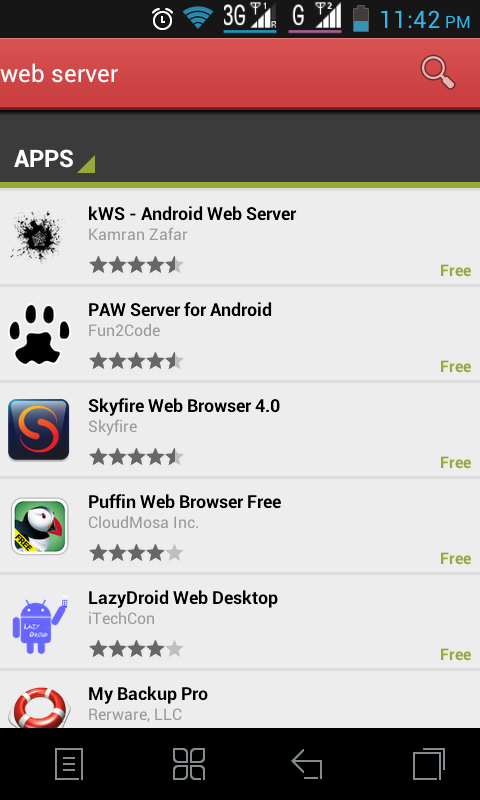 3G 1 R G 2 11:42 PM
web server
APPS
kWS - Android Web Server
Kamran Zafar
Free
PAW Server for Android
Fun2Code
Free
Skyfire Web Browser 4.0
Skyfire
Free
FREE
Puffin Web Browser Free
CloudMosa Inc.
Free
LAZY
DROID
LazyDroid Web Desktop
iTechCon
Free
My Backup Pro
Rerware, LLC